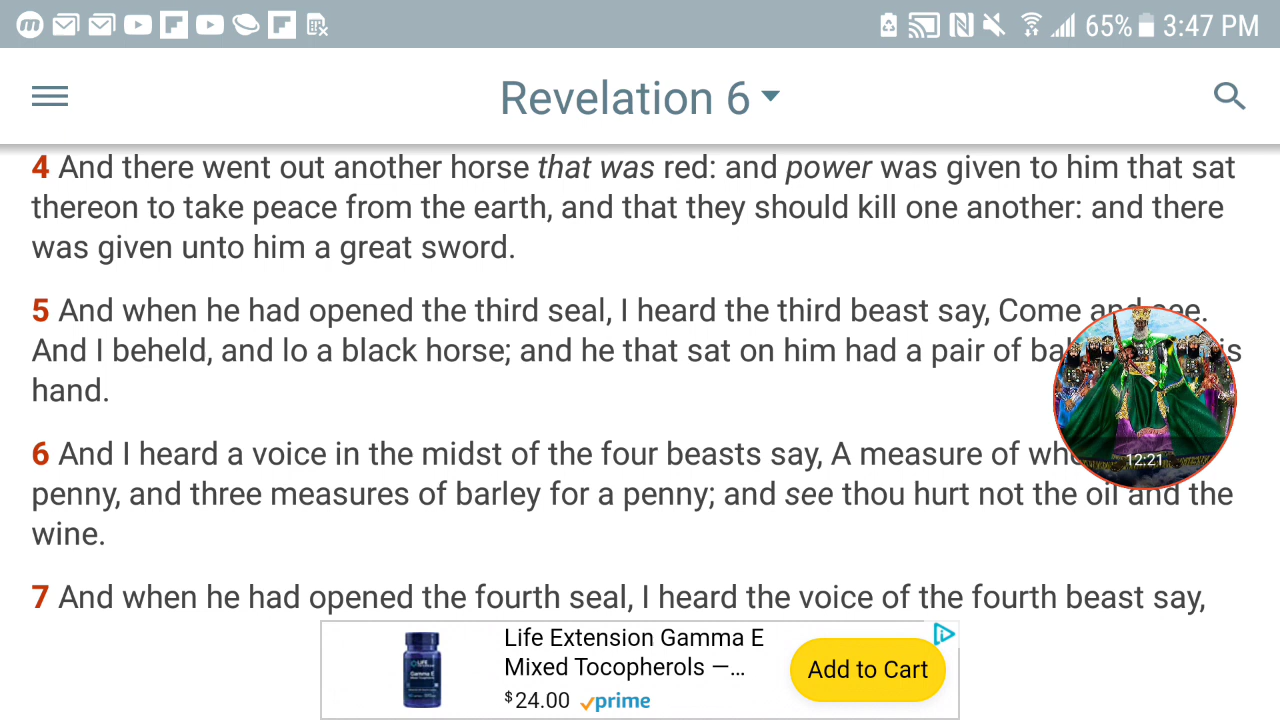 65% 3:47 PM
Revelation 6
4 And there went out another horse that was red: and power was given to him that sat
thereon to take peace from the earth, and that they should kill one another: and there
was given unto him a great sword.
5 And when he had opened the third seal, I heard the third beast say, Come and see.
And I beheld, and lo a black horse; and he that sat on him had a pair of is
hand.
6 And I heard a voice in the midst of the four beasts say, A measure of
12:21
penny, and three measures of barley for a penny; and see thou hurt not the oil and the
wine.
7 And when he had opened the fourth seal, I heard the voice of the fourth beast say,
Life Extension Gamma E
Mixed Tocopherols —...
$24.00 prime
Add to Cart